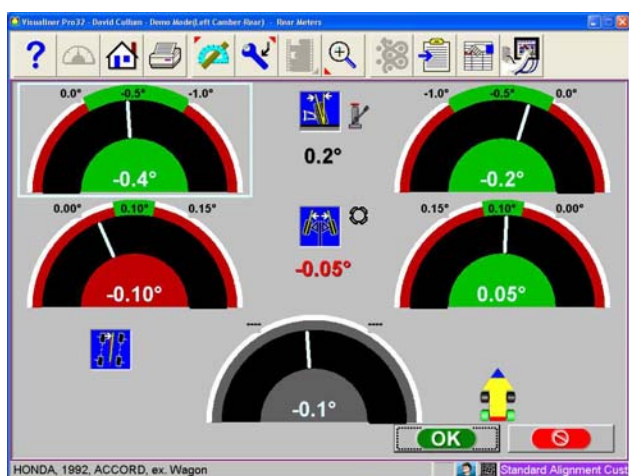 Visualiner Pro32 - David Cullum - Demo Mode(Left Camber Rear) - Rear Meters
?
0.0° -0.5° -1.0°
-1.0° -0.5° 0.0°
-0.4°
0.2°
-0.2°
0.00° 0.10° 0.15°
0.15° 0.10° 0.00°
-0.10°
-0.05°
0.05°
---- ----
-0.1°
OK
HONDA, 1992, ACCORD, ex. Wagon
Standard Alignment Cust